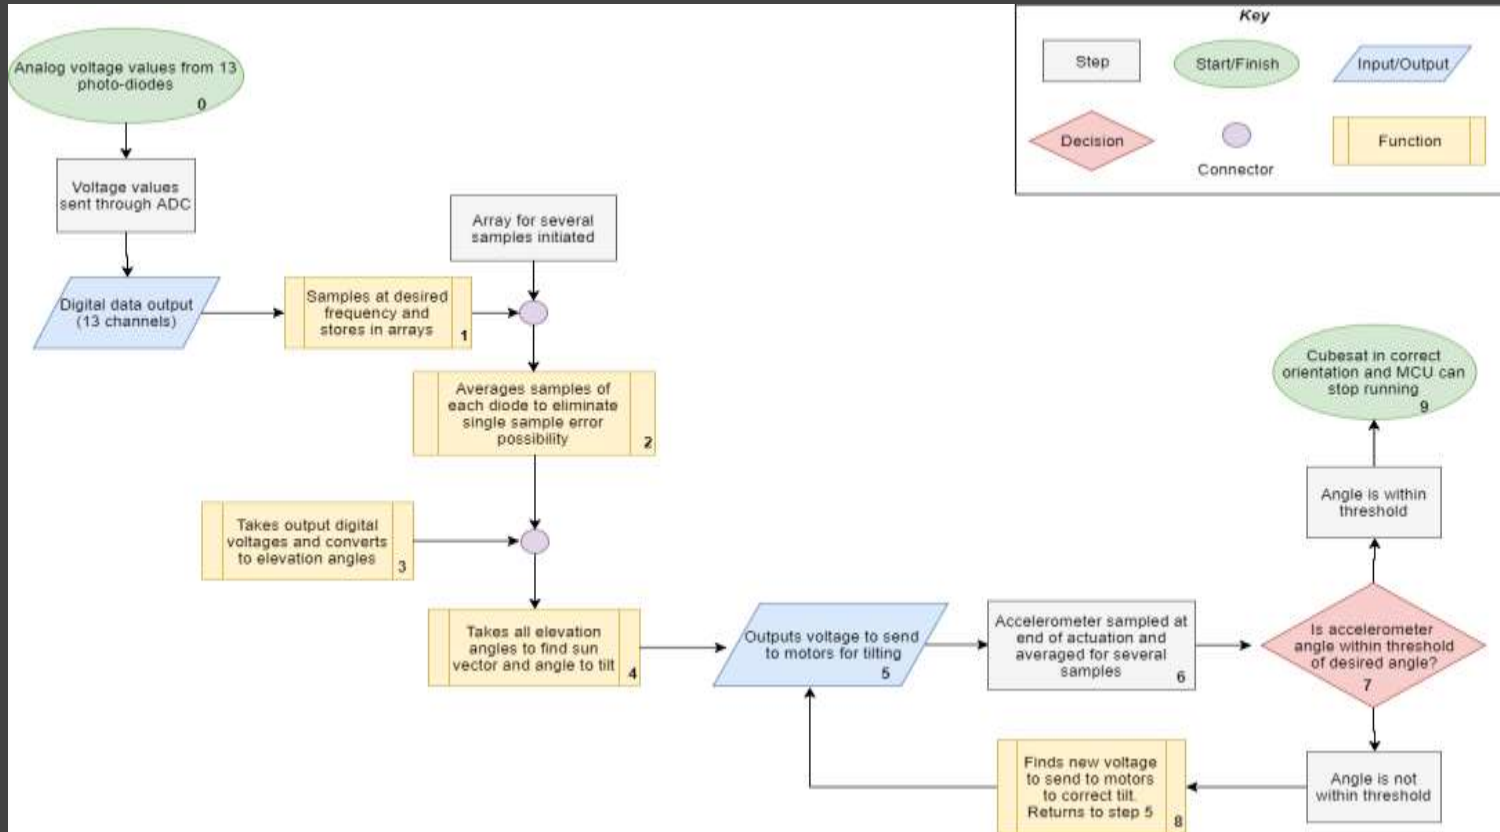 Key
Step
Start/Finish
Input/Output
Decision
Connector
Function
Analog voltage values from 13
photo-diodes
0
Voltage values
sent through ADC
Digital data output
(13 channels)
Samples at desired
frequency and
stores in arrays
1
Array for several
samples initiated
Averages samples of
each diode to eliminate
single sample error
possibility
2
Takes output digital
voltages and converts
to elevation angles
3
Takes all elevation
angles to find sun
vector and angle to tilt
4
Outputs voltage to send
to motors for tilting
5
Accelerometer sampled at
end of actuation and
averaged for several
samples
6
Is accelerometer
angle within threshold
of desired angle?
7
Angle is within
threshold
Cubesat in correct
orientation and MCU can
stop running
9
Angle is not
within threshold
Finds new voltage
to send to motors
to correct tilt.
Returns to step 5
8